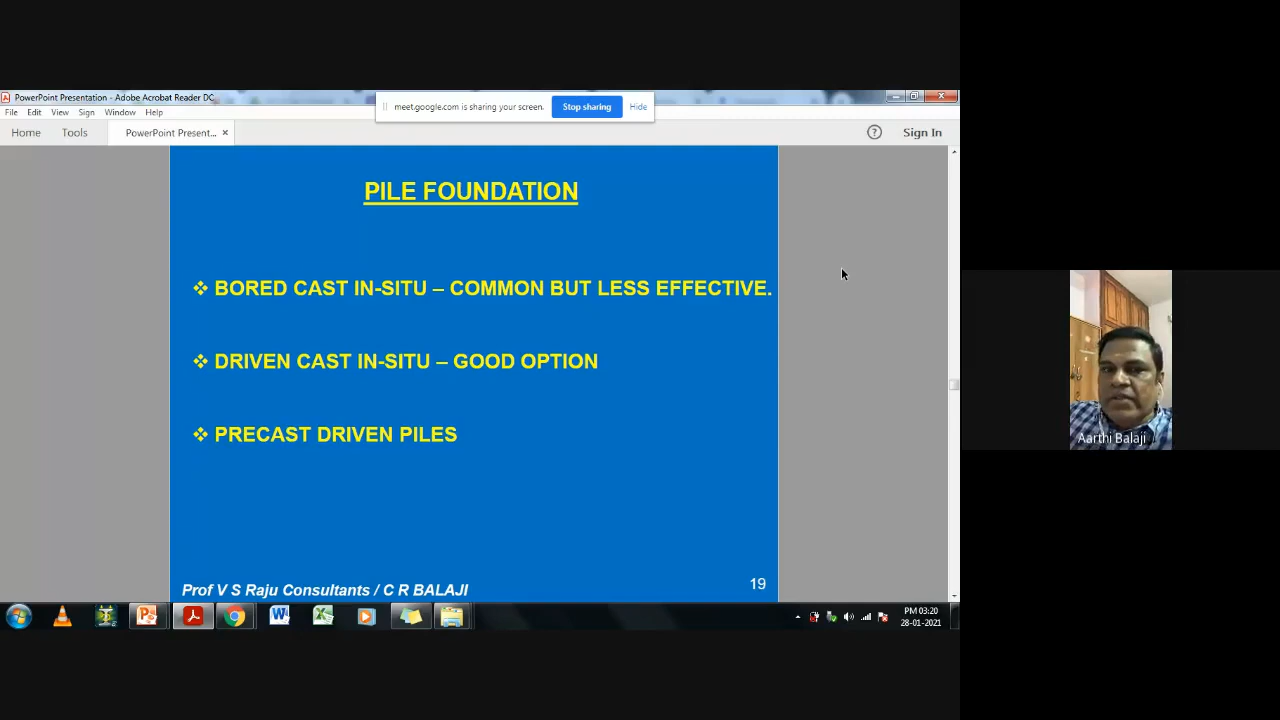 PowerPoint Presentation - Adobe Acrobat Reader DC
meet.google.com is sharing your screen.
Stop sharing
Hide
File Edit View Sign Window Help
Home Tools PowerPoint Present... × ? Sign In
PILE FOUNDATION
❖ BORED CAST IN-SITU – COMMON BUT LESS EFFECTIVE.
❖ DRIVEN CAST IN-SITU – GOOD OPTION
❖ PRECAST DRIVEN PILES
Aarthi Balaji
Prof V S Raju Consultants / C R BALAJI
19
PM 03:20
28-01-2021